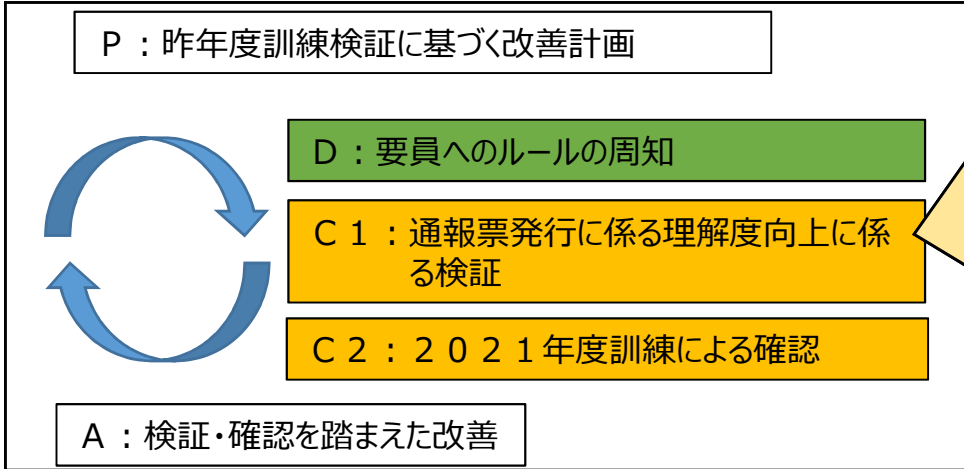 P：昨年度訓練検証に基づく改善計画
D：要員へのルールの周知
C1：通報票発行に係る理解度向上に係
る検証
C2：2021年度訓練による確認
A：検証・確認を踏まえた改善